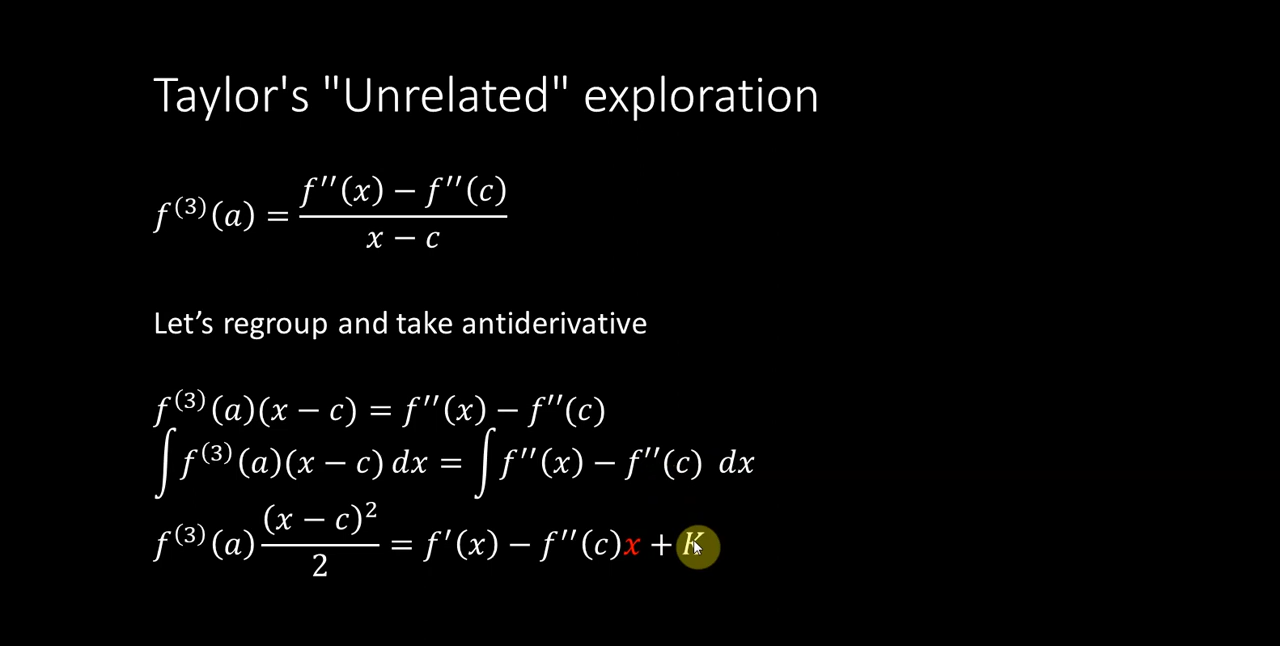 Taylor's "Unrelated" exploration
f⁽³⁾(a) = (f′′(x) − f′′(c)) / (x − c)
Let’s regroup and take antiderivative
f⁽³⁾(a)(x − c) = f′′(x) − f′′(c)
∫ f⁽³⁾(a)(x − c) dx = ∫ f′′(x) − f′′(c) dx
f⁽³⁾(a) (x − c)² / 2 = f′(x) − f′′(c)x + K